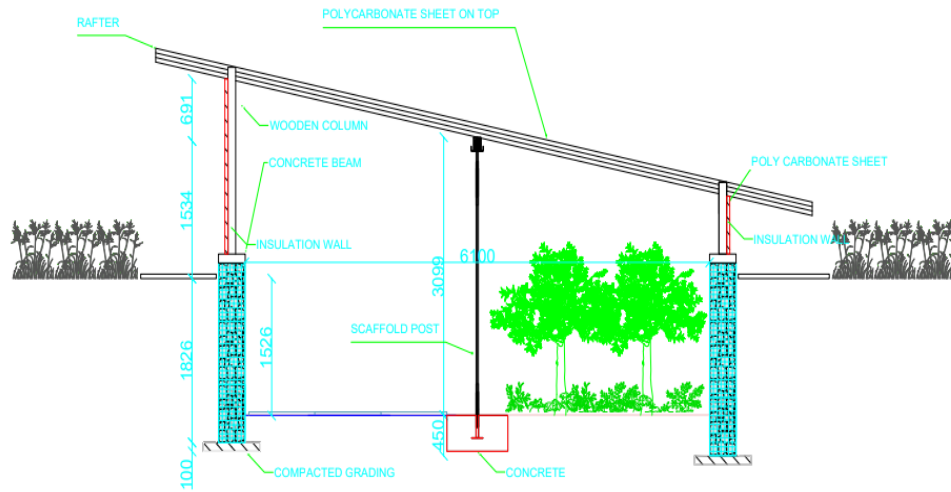 POLYCARBONATE SHEET ON TOP
RAFTER
691
WOODEN COLUMN
CONCRETE BEAM
POLY CARBONATE SHEET
1534
INSULATION WALL
INSULATION WALL
6100
3099
SCAFFOLD POST
1526
1826
450
100
COMPACTED GRADING
CONCRETE